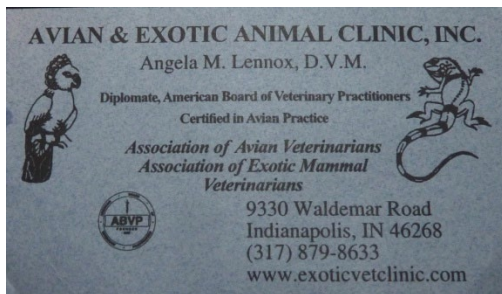 AVIAN & EXOTIC ANIMAL CLINIC, INC.
Angela M. Lennox, D.V.M.
Diplomate, American Board of Veterinary Practitioners
Certified in Avian Practice
Association of Avian Veterinarians
Association of Exotic Mammal
Veterinarians
ABVP
9330 Waldemar Road
Indianapolis, IN 46268
(317) 879-8633
www.exoticvetclinic.com